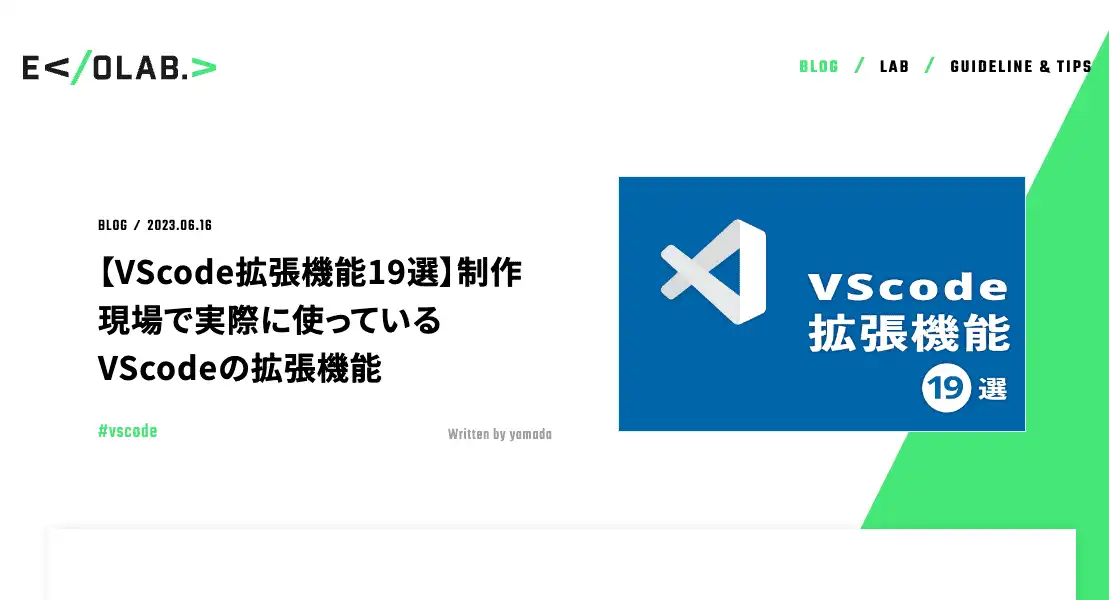 E</OLAB.>
BLOG / LAB / GUIDELINE & TIPS
BLOG / 2023.06.16
【VScode拡張機能19選】制作
現場で実際に使っている
VScodeの拡張機能
#vscode
Written by yamada
VScode
拡張機能
19選